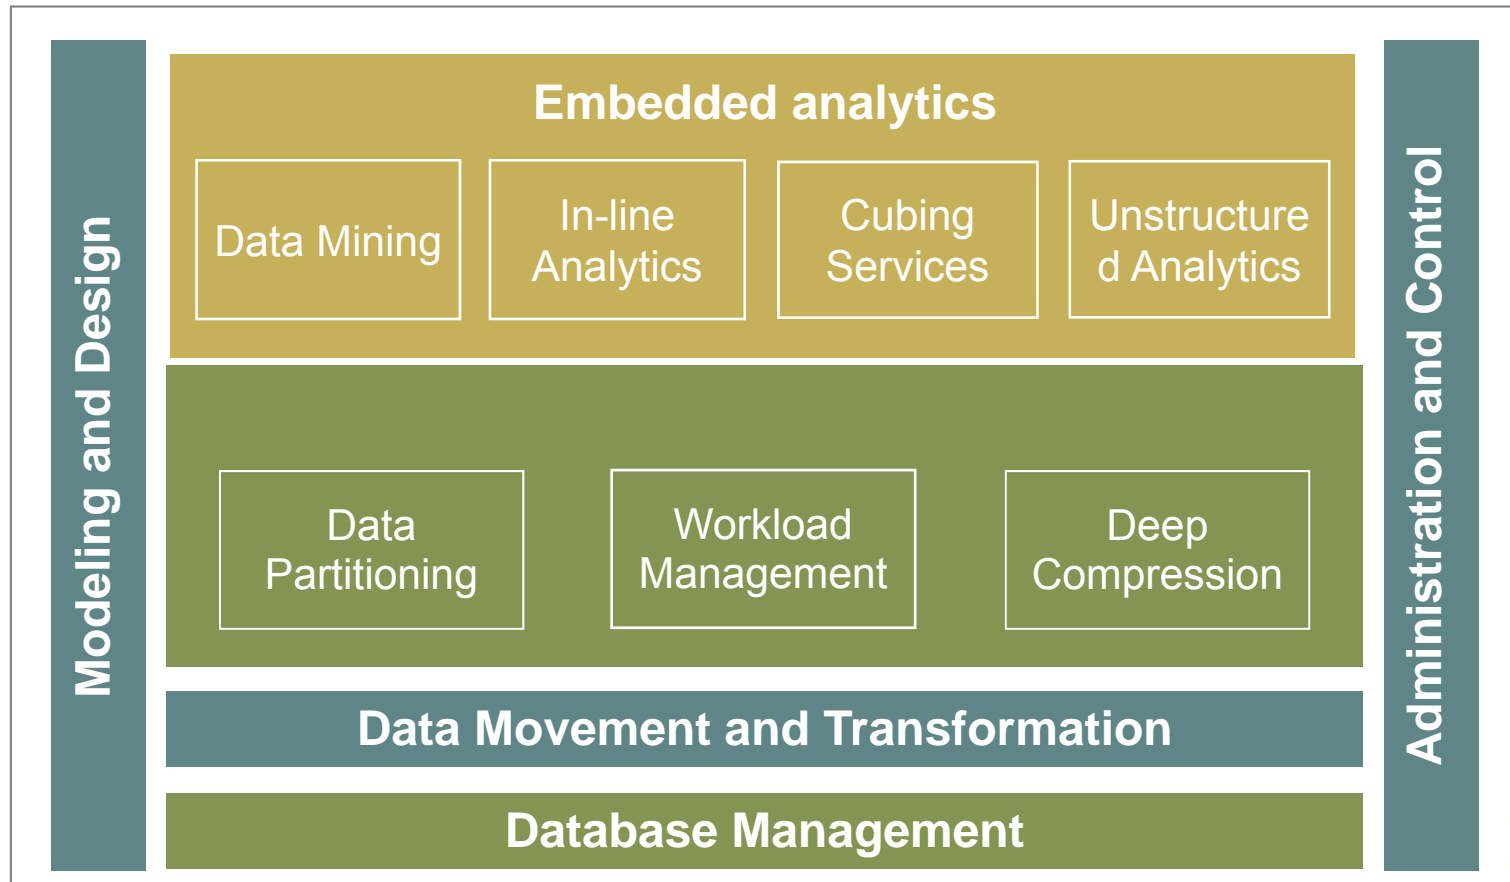 Modeling and Design
Embedded analytics
Data Mining
In-line
Analytics
Cubing
Services
Unstructure
d Analytics
Data
Partitioning
Workload
Management
Deep
Compression
Data Movement and Transformation
Database Management
Administration and Control